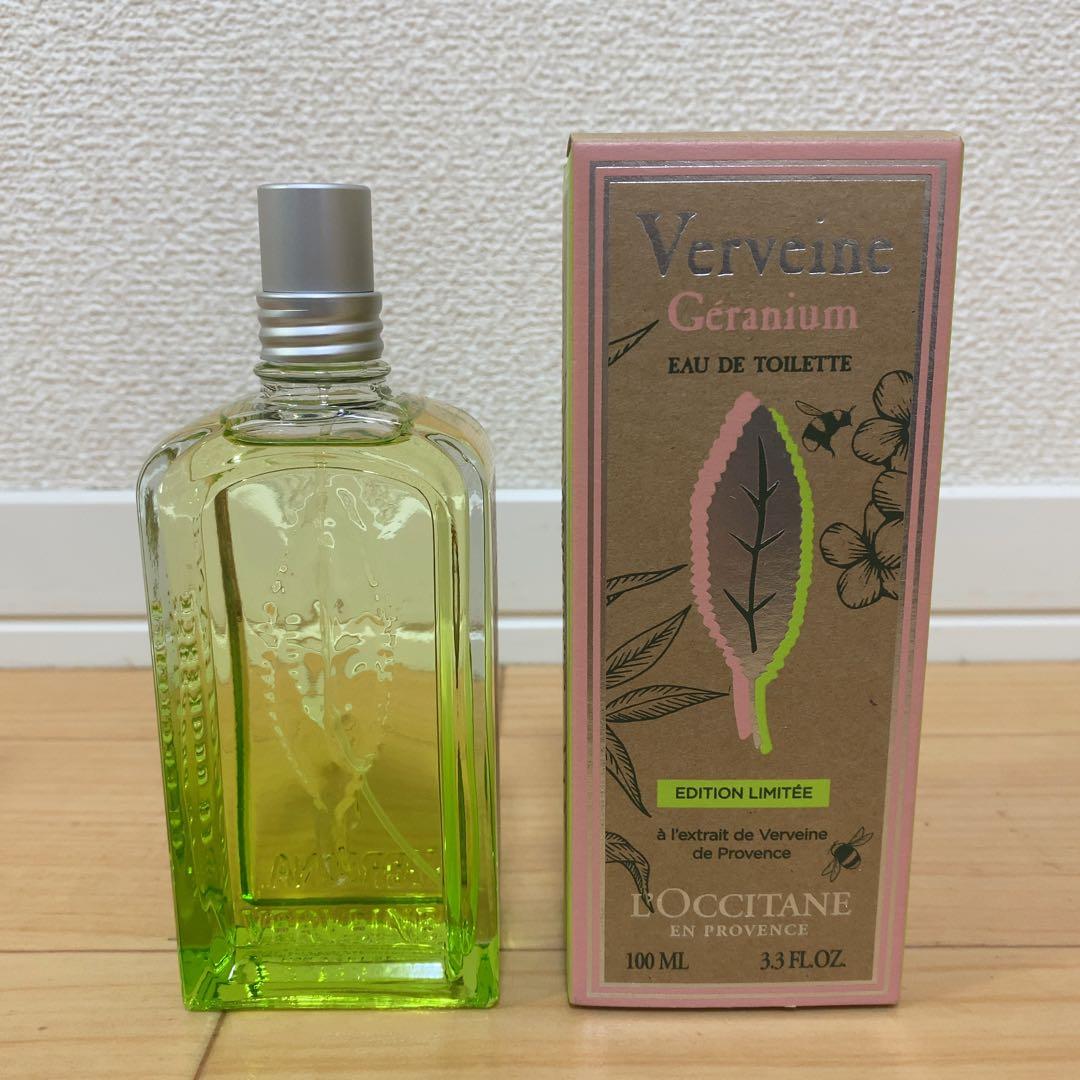 Verveine
Géranium
EAU DE TOILETTE
EDITION LIMITÉE
à l'extrait de Verveine
de Provence
L'OCCITANE
EN PROVENCE
100 ML 3.3 FL.OZ.
VERVEINE